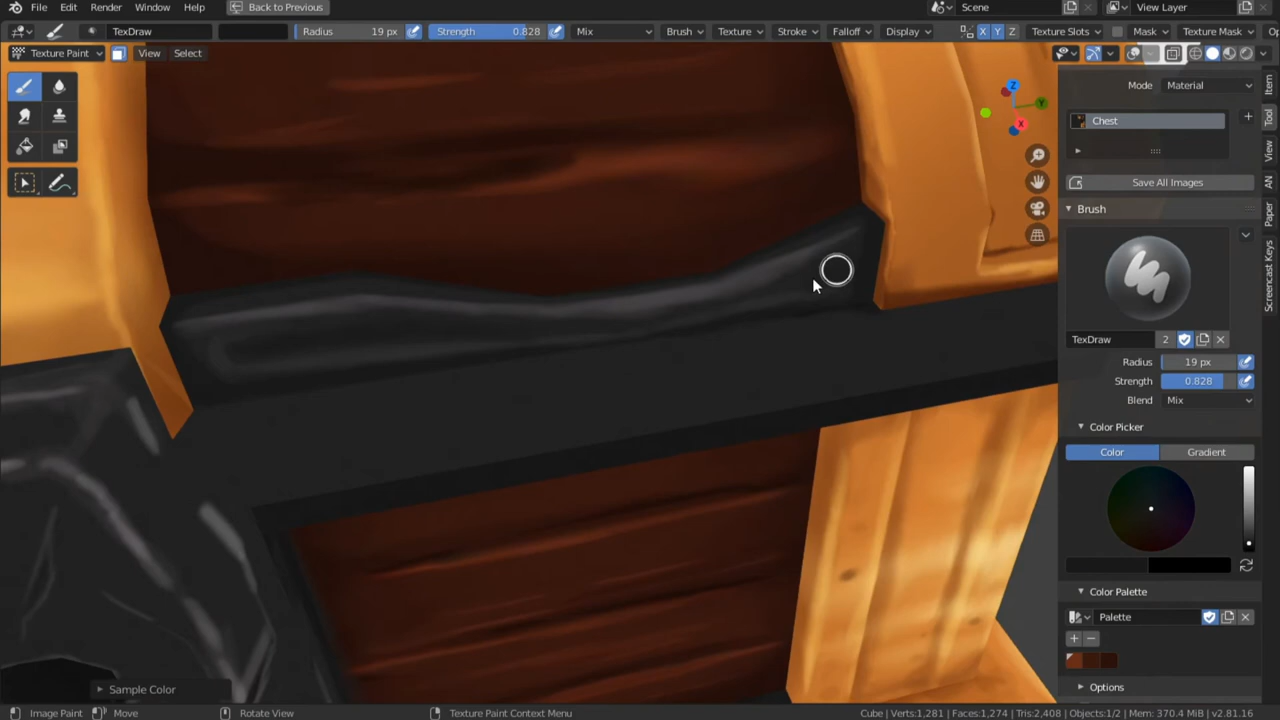 File Edit Render Window Help Back to Previous Scene View Layer
TexDraw Radius 19 px Strength 0.828 Mix Brush Texture Stroke Falloff Display X Y Z Texture Slots Mask Texture Mask
Texture Paint View Select
Mode Material
Chest
Save All Images
Brush
TexDraw 2
Radius 19 px
Strength 0.828
Blend Mix
Color Picker
Color Gradient
Color Palette
Palette
Options
Item
Tool
View
AN
Paper
Screencast Keys
Z
Y
X
Sample Color
Image Paint Move Rotate View Texture Paint Context Menu Cube | Verts:1,281 | Faces:1,274 | Tris:2,408 | Objects:1/2 | Mem: 370.4 MiB | v2.81.16